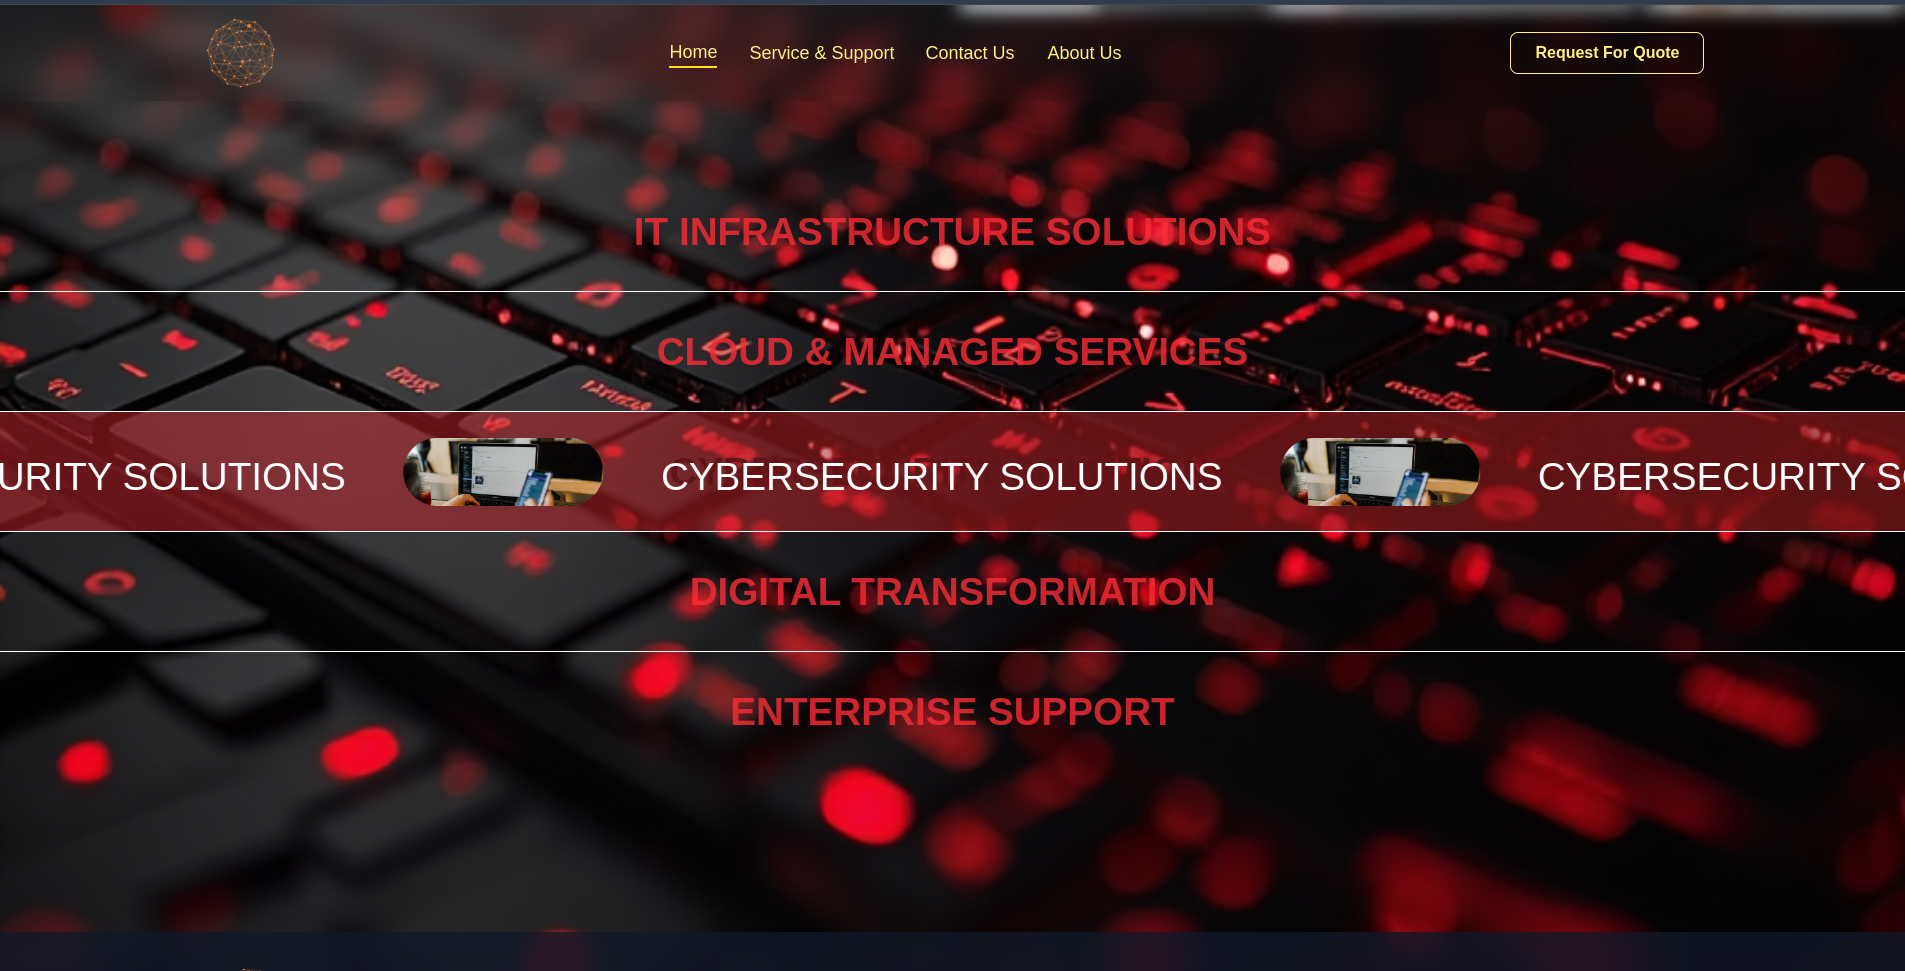 Home Service & Support Contact Us About Us Request For Quote
IT INFRASTRUCTURE SOLUTIONS
CLOUD & MANAGED SERVICES
URITY SOLUTIONS CYBERSECURITY SOLUTIONS CYBERSECURITY S
DIGITAL TRANSFORMATION
ENTERPRISE SUPPORT